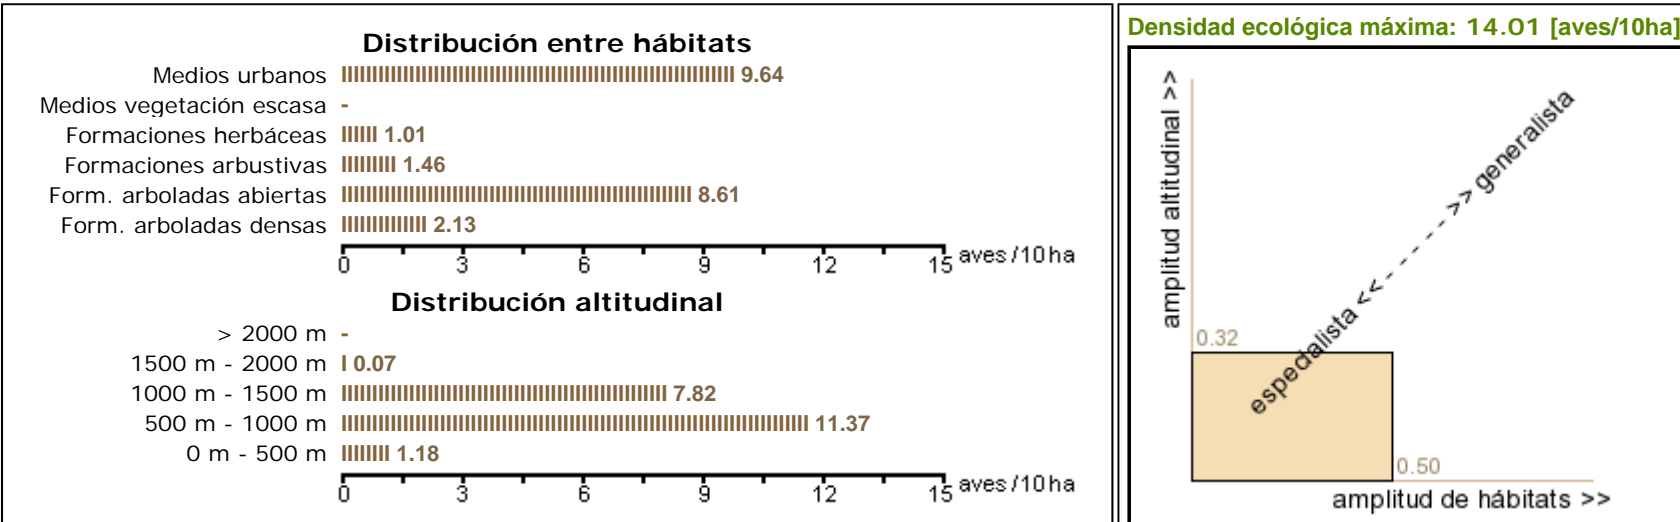 Distribución entre hábitats
Medios urbanos 9.64
Medios vegetación escasa -
Formaciones herbáceas 1.01
Formaciones arbustivas 1.46
Form. arboladas abiertas 8.61
Form. arboladas densas 2.13
0 3 6 9 12 15 aves/10ha
Distribución altitudinal
> 2000 m -
1500 m - 2000 m 0.07
1000 m - 1500 m 7.82
500 m - 1000 m 11.37
0 m - 500 m 1.18
0 3 6 9 12 15 aves/10ha
Densidad ecológica máxima: 14.01 [aves/10ha]
amplitud altitudinal >>
especialista << - - - - - >> generalista
0.32
0.50
amplitud de hábitats >>